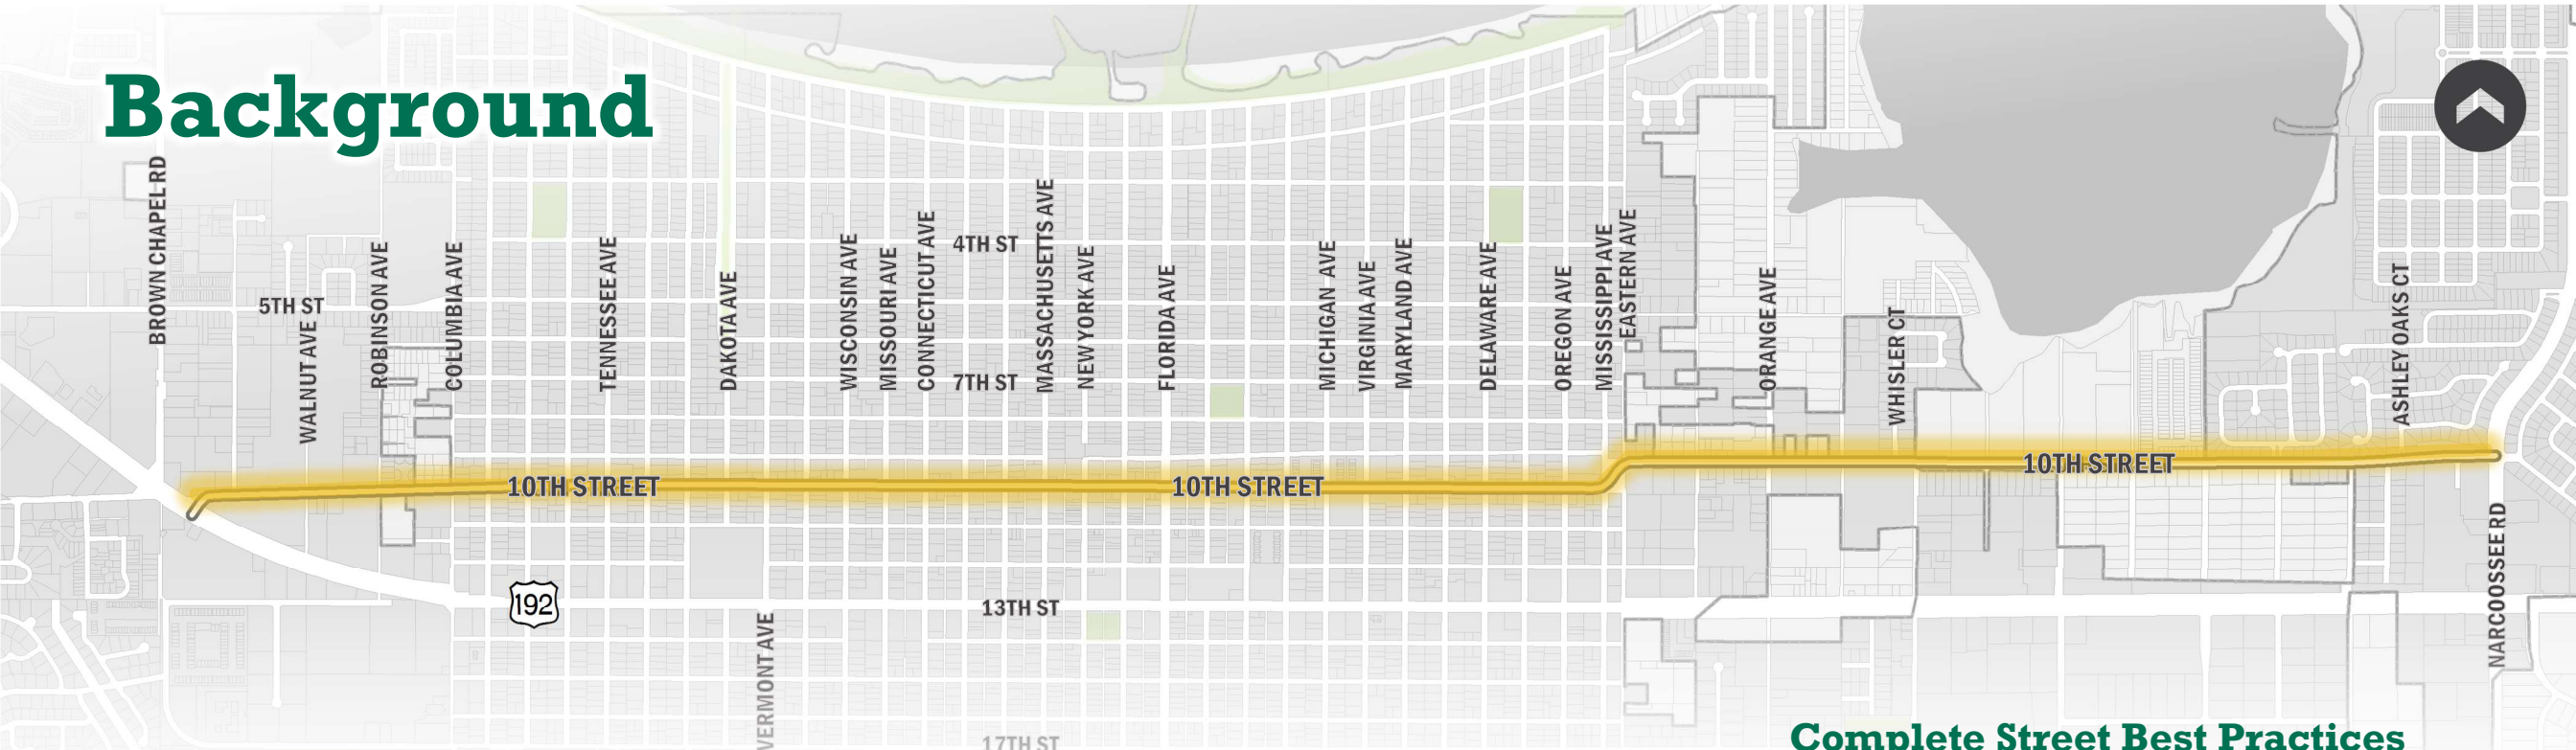 Background
BROWN CHAPEL RD
5TH ST
WALNUT AVE
ROBINSON AVE
COLUMBIA AVE
TENNESSEE AVE
DAKOTA AVE
WISCONSIN AVE
MISSOURI AVE
CONNECTICUT AVE
4TH ST
7TH ST
MASSACHUSETTS AVE
NEW YORK AVE
FLORIDA AVE
MICHIGAN AVE
VIRGINIA AVE
MARYLAND AVE
DELAWARE AVE
OREGON AVE
MISSISSIPPI AVE
EASTERN AVE
ORANGE AVE
WHISLER CT
ASHLEY OAKS CT
10TH STREET
10TH STREET
10TH STREET
192
13TH ST
NARCOOSSEE RD
VERMONT AVE
17TH ST
Complete Street Best Practices